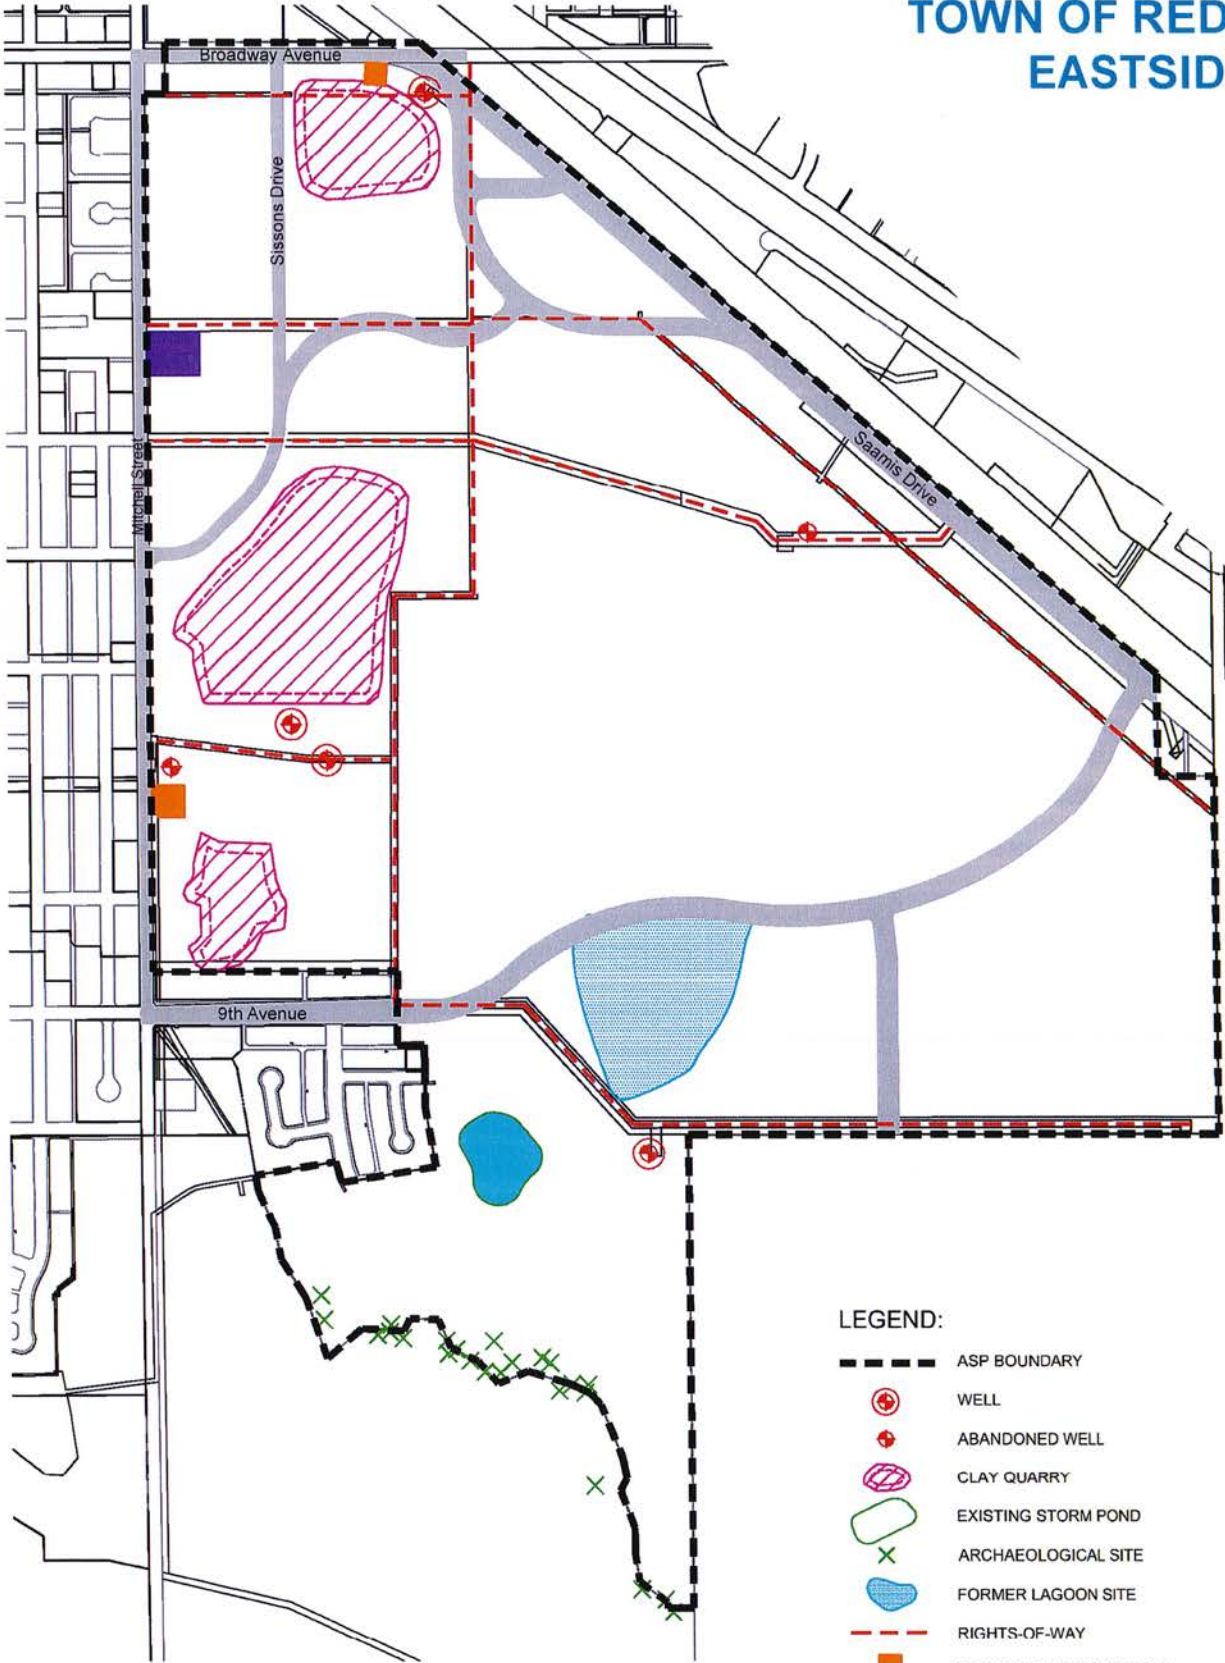 TOWN OF RED
EASTSID
Broadway Avenue
Sissons Drive
Mitchell Street
Saamis Drive
9th Avenue
LEGEND:
ASP BOUNDARY
WELL
ABANDONED WELL
CLAY QUARRY
EXISTING STORM POND
ARCHAEOLOGICAL SITE
FORMER LAGOON SITE
RIGHTS-OF-WAY